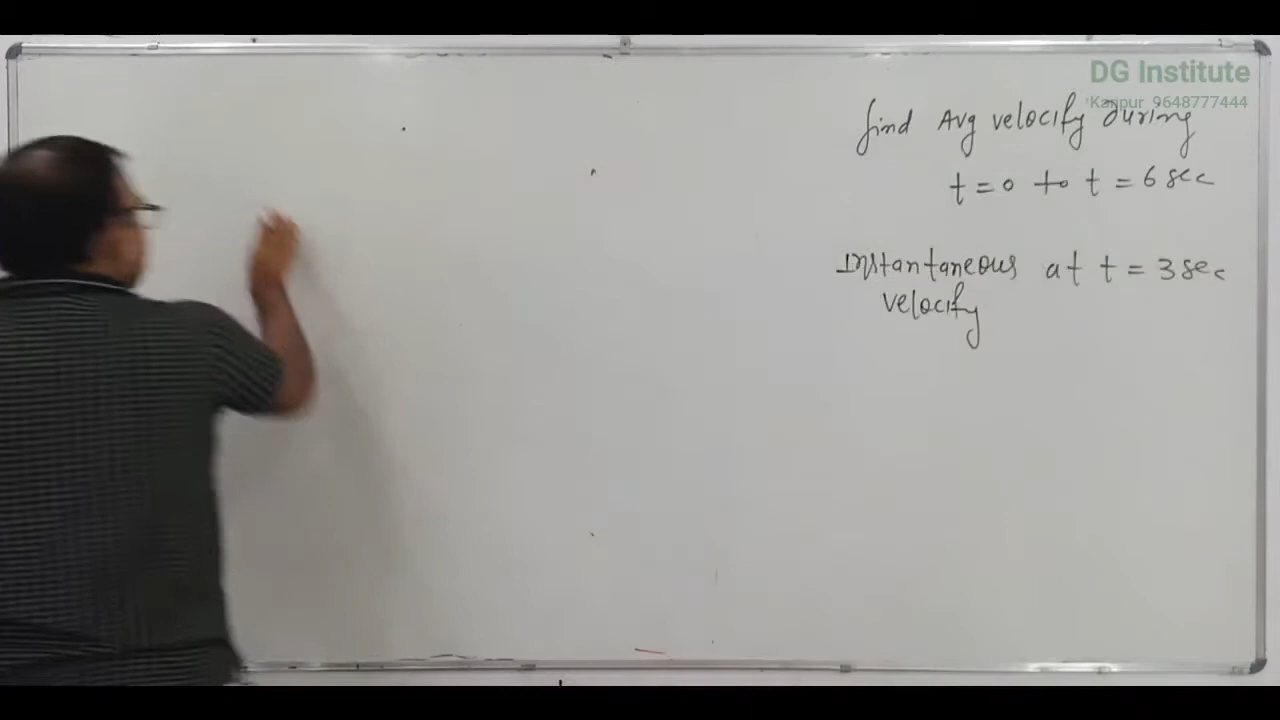 DG Institute
Kanpur 9648777444
find Avg velocity during
t = 0 to t = 6 sec
Instantaneous at t = 3 sec
velocity